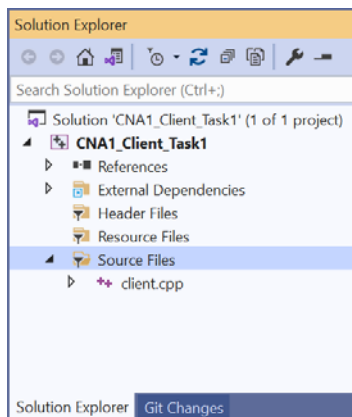 Solution Explorer
Search Solution Explorer (Ctrl+;)
Solution 'CNA1_Client_Task1' (1 of 1 project)
CNA1_Client_Task1
References
External Dependencies
Header Files
Resource Files
Source Files
client.cpp
Solution Explorer Git Changes